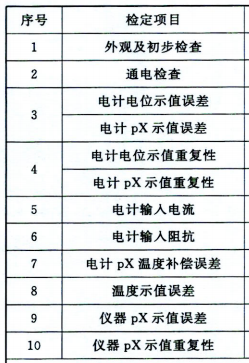 序号 检定项目
1 外观及初步检查
2 通电检查
3 电计电位示值误差
电计 pX 示值误差
4 电计电位示值重复性
电计 pX 示值重复性
5 电计输入电流
6 电计输入阻抗
7 电计 pX 温度补偿误差
8 温度示值误差
9 仪器 pX 示值误差
10 仪器 pX 示值重复性